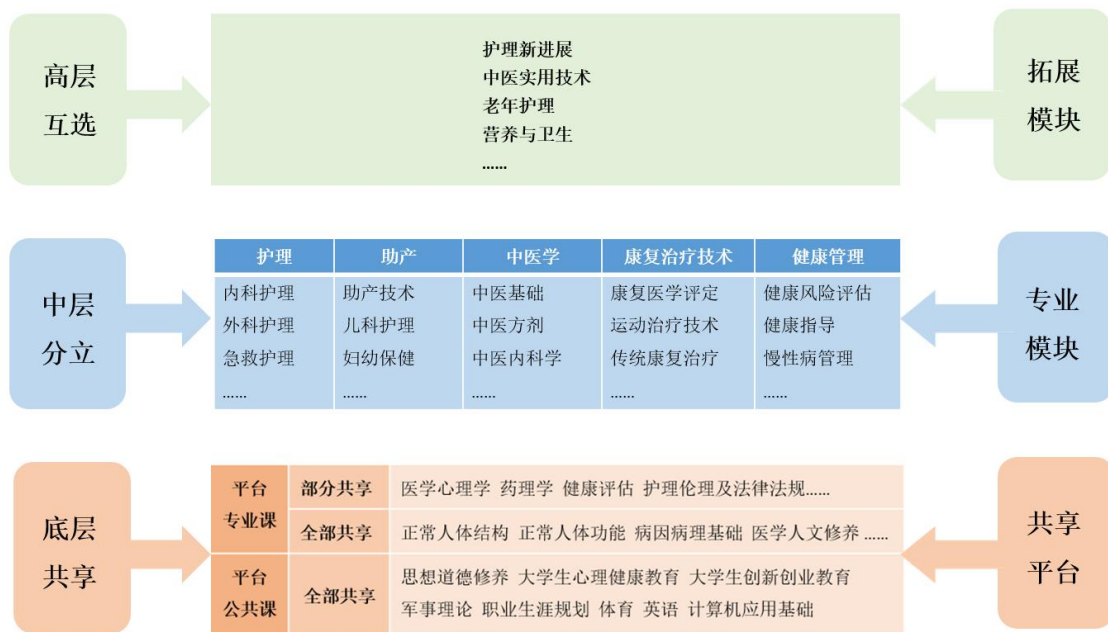 高层
互选
护理新进展
中医实用技术
老年护理
营养与卫生
......
拓展
模块
中层
分立
护理 助产 中医学 康复治疗技术 健康管理
内科护理 助产技术 中医基础 康复医学评定 健康风险评估
外科护理 儿科护理 中医方剂 运动治疗技术 健康指导
急救护理 妇幼保健 中医内科学 传统康复治疗 慢性病管理
...... ...... ...... ...... ......
专业
模块
底层
共享
平台
专业课
部分共享 医学心理学 药理学 健康评估 护理伦理及法律法规......
全部共享 正常人体结构 正常人体功能 病因病理基础 医学人文修养 ......
平台
公共课
全部共享
思想道德修养 大学生心理健康教育 大学生创新创业教育
军事理论 职业生涯规划 体育 英语 计算机应用基础
共享
平台